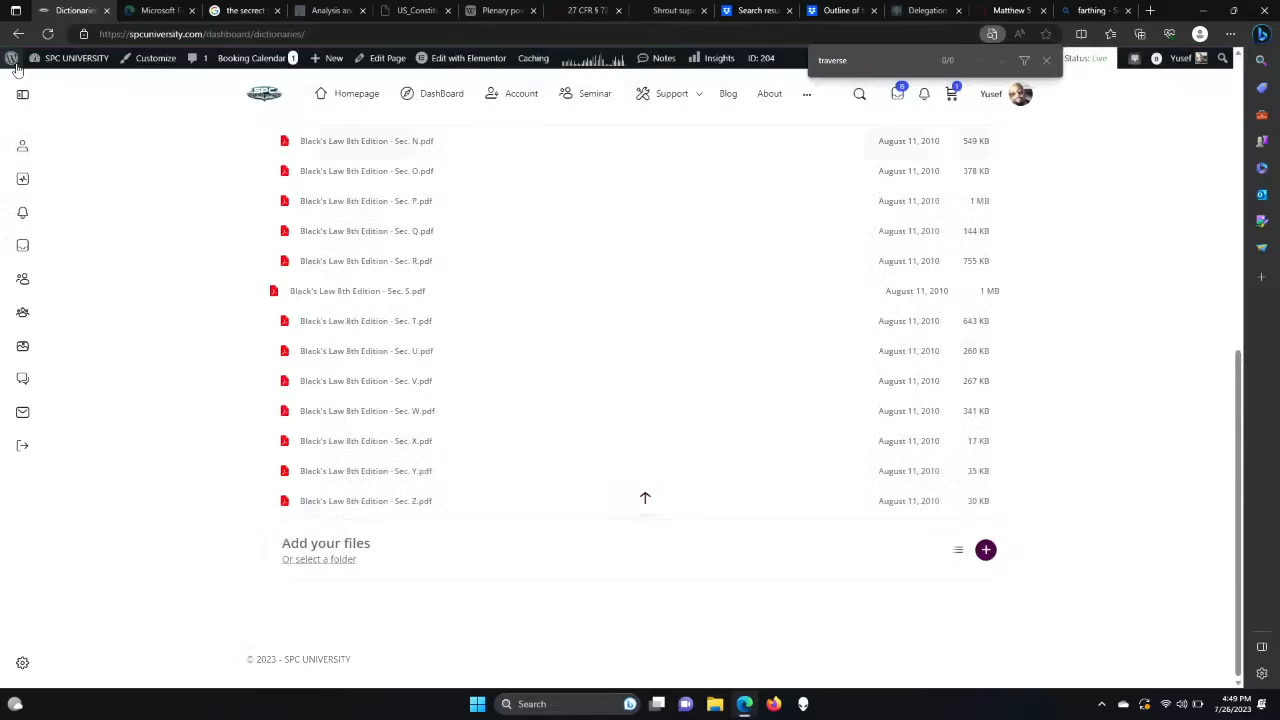 the spc
Microsoft E
Analysis an
US_Constitu
Plenary pov
27 CFR § 72
Shrout supp
Search resu
Outline of t
Delegation
Matthew 5
farthing - S
https://spcuniversity.com/dashboard/dictionaries/
SPC UNIVERSITY Customize 1 Booking Calendar 1 New Edit Page Edit with Elementor Caching Notes Insights ID: 204 Status: Live 0 Yusef
traverse 0/0
SPC Homepage DashBoard Account Seminar Support Blog About 15 1 Yusef
Black's Law 8th Edition - Sec. N.pdf August 11, 2010 549 KB
Black's Law 8th Edition - Sec. O.pdf August 11, 2010 378 KB
Black's Law 8th Edition - Sec. P.pdf August 11, 2010 1 MB
Black's Law 8th Edition - Sec. Q.pdf August 11, 2010 144 KB
Black's Law 8th Edition - Sec. R.pdf August 11, 2010 755 KB
Black's Law 8th Edition - Sec. S.pdf August 11, 2010 1 MB
Black's Law 8th Edition - Sec. T.pdf August 11, 2010 643 KB
Black's Law 8th Edition - Sec. U.pdf August 11, 2010 260 KB
Black's Law 8th Edition - Sec. V.pdf August 11, 2010 267 KB
Black's Law 8th Edition - Sec. W.pdf August 11, 2010 341 KB
Black's Law 8th Edition - Sec. X.pdf August 11, 2010 17 KB
Black's Law 8th Edition - Sec. Y.pdf August 11, 2010 35 KB
Black's Law 8th Edition - Sec. Z.pdf August 11, 2010 30 KB
Add your files
Or select a folder
© 2023 - SPC UNIVERSITY
Search
4:49 PM
7/26/2023